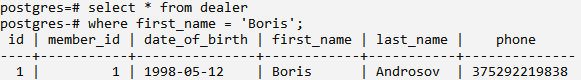 postgres=# select * from dealer
postgres-# where first_name = 'Boris';
 id | member_id | date_of_birth | first_name | last_name |    phone
----+-----------+---------------+------------+-----------+--------------
  1 |         1 | 1998-05-12    | Boris      | Androsov  | 375292219838